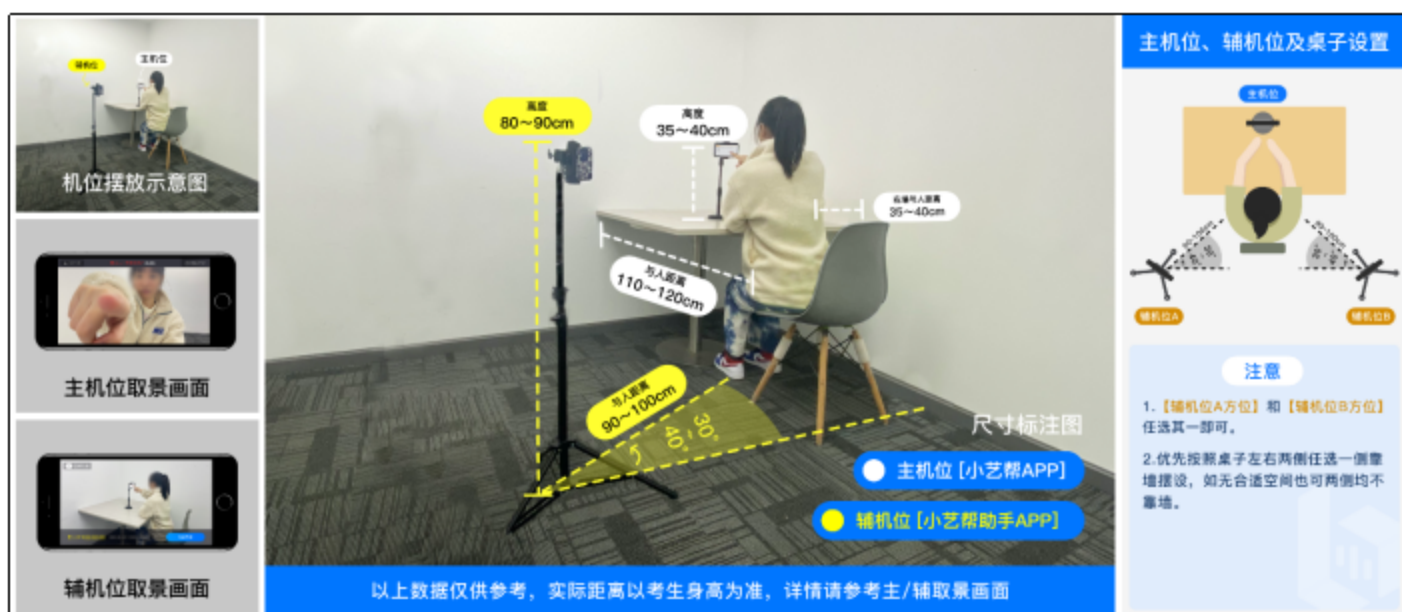 辅机位
主机位
机位摆放示意图
主机位取景画面
辅机位取景画面
高度
80～90cm
高度
35～40cm
右墙与人距离
35～40cm
与人距离
110～120cm
与人距离
90～100cm
30°
40°
尺寸标注图
主机位 [小艺帮APP]
辅机位 [小艺帮助手APP]
以上数据仅供参考，实际距离以考生身高为准，详情请参考主/辅取景画面
主机位、辅机位及桌子设置
主机位
辅机位A
辅机位B
注意
1.【辅机位A方位】和【辅机位B方位】
任选其一即可。
2.优先按照桌子左右两侧任选一侧靠
墙摆设，如无合适空间也可两侧均不
靠墙。